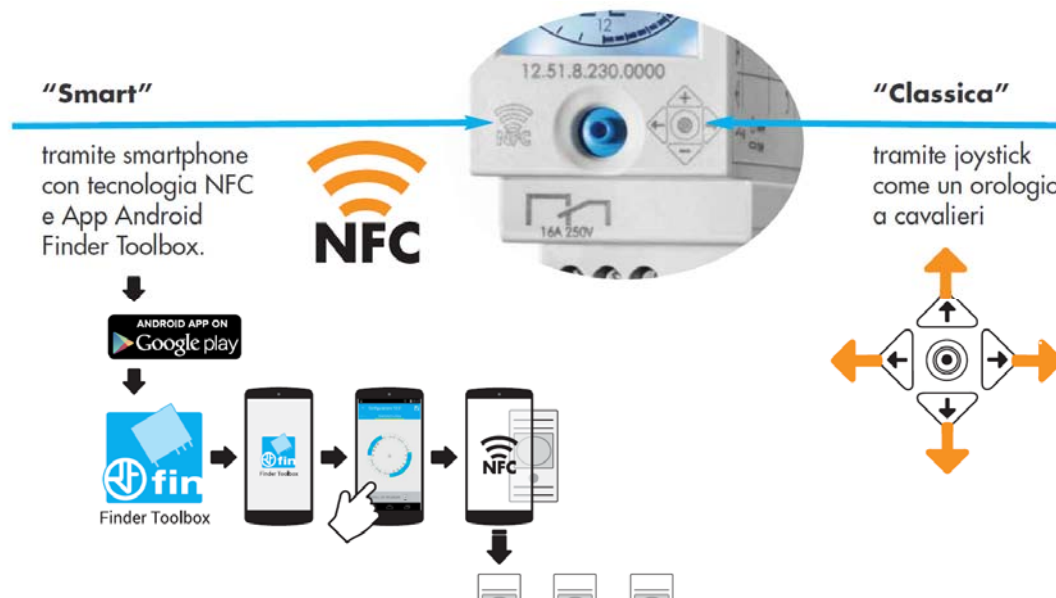 "Smart"
tramite smartphone
con tecnologia NFC
e App Android
Finder Toolbox.
NFC
12
12.51.8.230.0000
NFC
16A 250V
"Classica"
tramite joystick
come un orologio
a cavalieri
ANDROID APP ON
Google play
fin
Finder Toolbox
Finder Toolbox
NFC